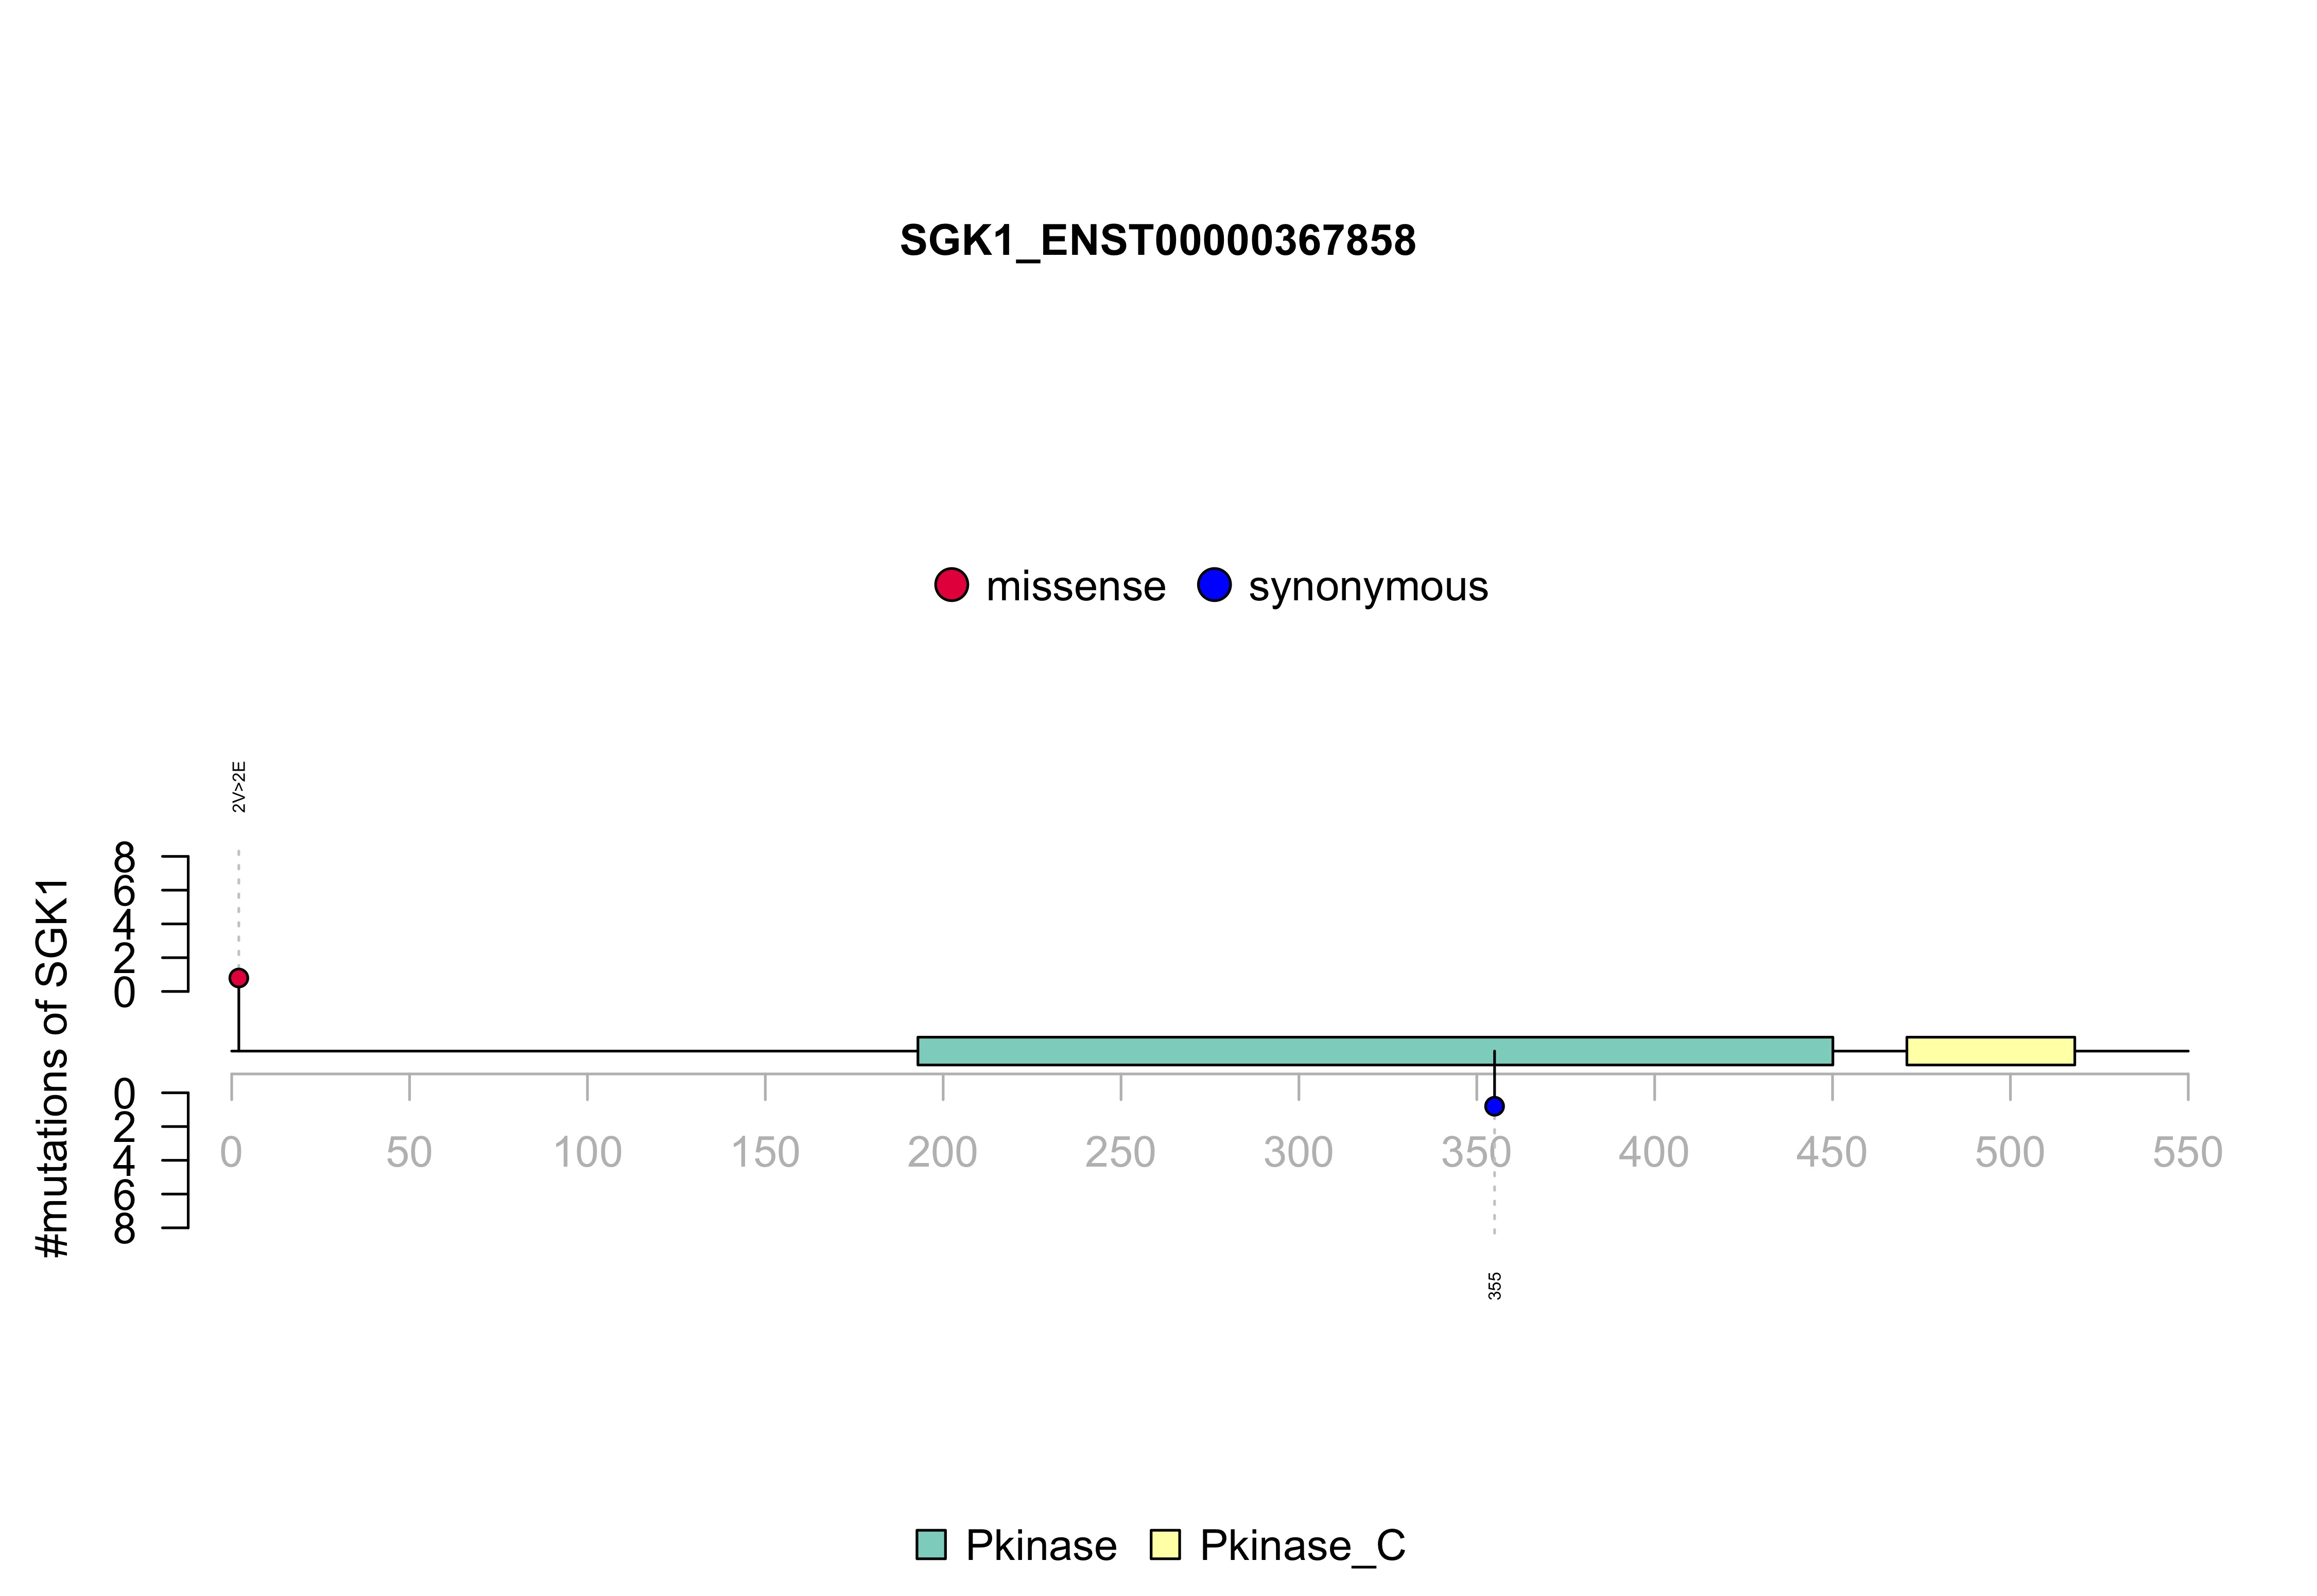 SGK1_ENST00000367858
missense synonymous
2V>2E
#mutations of SGK1
8
6
4
2
0
0
2
4
6
8
0 50 100 150 200 250 300 350 400 450 500 550
355
Pkinase Pkinase_C